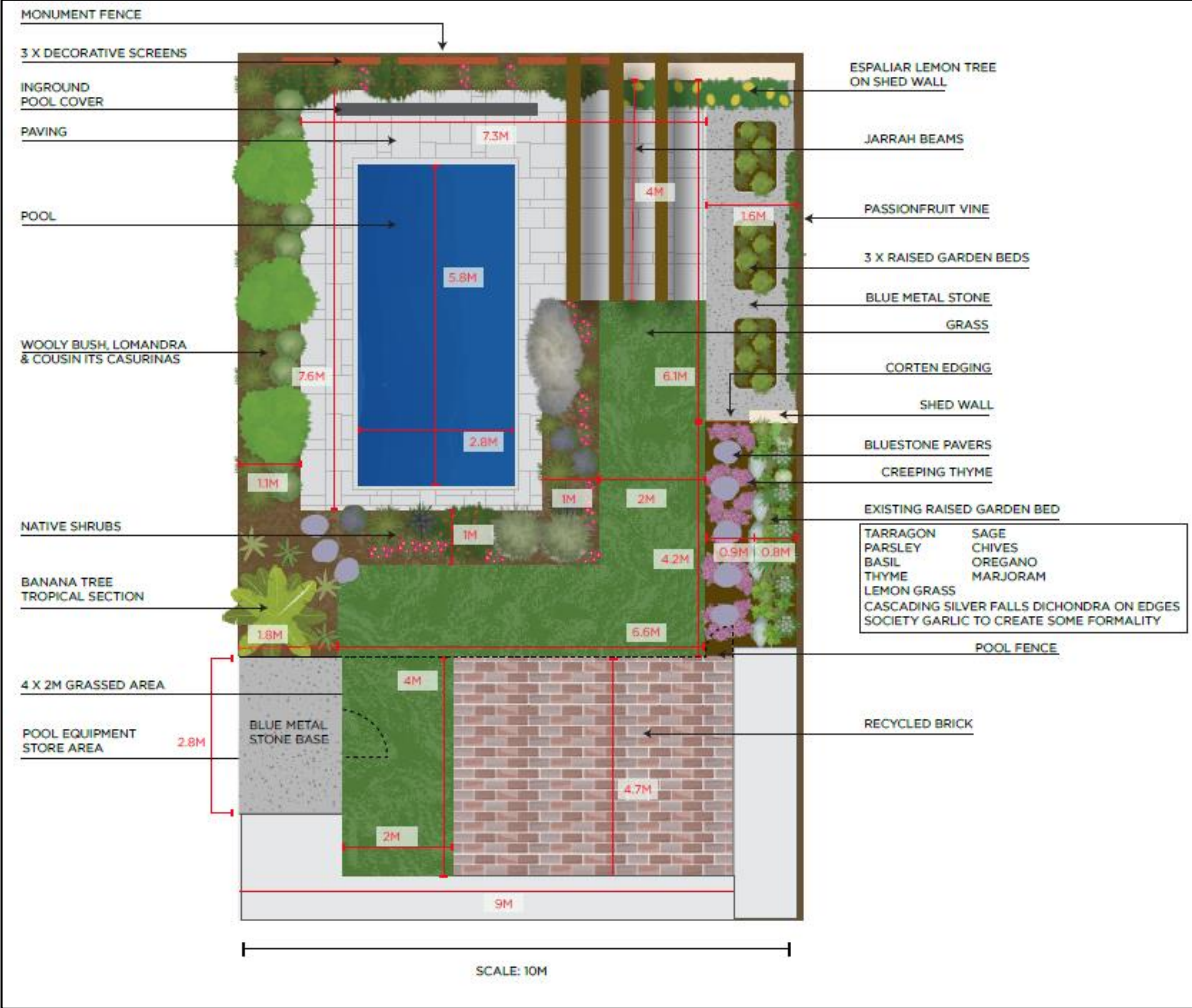 MONUMENT FENCE
3 X DECORATIVE SCREENS
INGROUND
POOL COVER
PAVING
POOL
WOOLY BUSH, LOMANDRA
& COUSIN ITS CASURINAS
NATIVE SHRUBS
BANANA TREE
TROPICAL SECTION
4 X 2M GRASSED AREA
POOL EQUIPMENT
STORE AREA
7.3M
4M
1.6M
5.8M
7.6M
6.1M
2.8M
1.1M
1M
2M
1M
4.2M
0.9M
0.8M
1.8M
6.6M
4M
BLUE METAL
STONE BASE
2.8M
4.7M
2M
9M
SCALE: 10M
ESPALIAR LEMON TREE
ON SHED WALL
JARRAH BEAMS
PASSIONFRUIT VINE
3 X RAISED GARDEN BEDS
BLUE METAL STONE
GRASS
CORTEN EDGING
SHED WALL
BLUESTONE PAVERS
CREEPING THYME
EXISTING RAISED GARDEN BED
TARRAGON SAGE
PARSLEY CHIVES
BASIL OREGANO
THYME MARJORAM
LEMON GRASS
CASCADING SILVER FALLS DICHONDRA ON EDGES
SOCIETY GARLIC TO CREATE SOME FORMALITY
POOL FENCE
RECYCLED BRICK